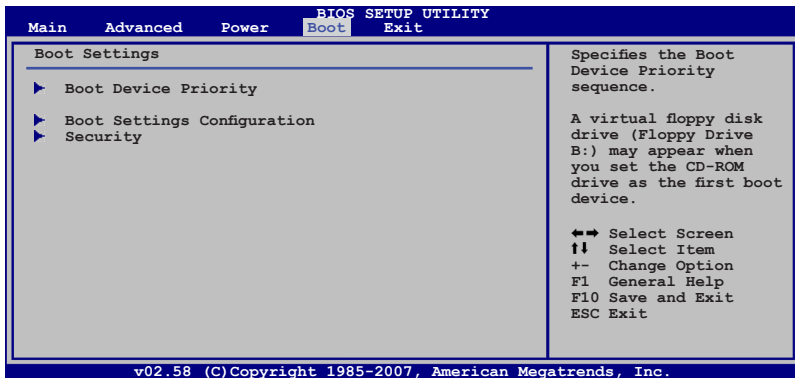 BIOS SETUP UTILITY
Main Advanced Power Boot Exit
Boot Settings
Boot Device Priority
Boot Settings Configuration
Security
Specifies the Boot
Device Priority
sequence.
A virtual floppy disk
drive (Floppy Drive
B:) may appear when
you set the CD-ROM
drive as the first boot
device.
←→ Select Screen
↑↓ Select Item
+- Change Option
F1 General Help
F10 Save and Exit
ESC Exit
v02.58 (C)Copyright 1985-2007, American Megatrends, Inc.